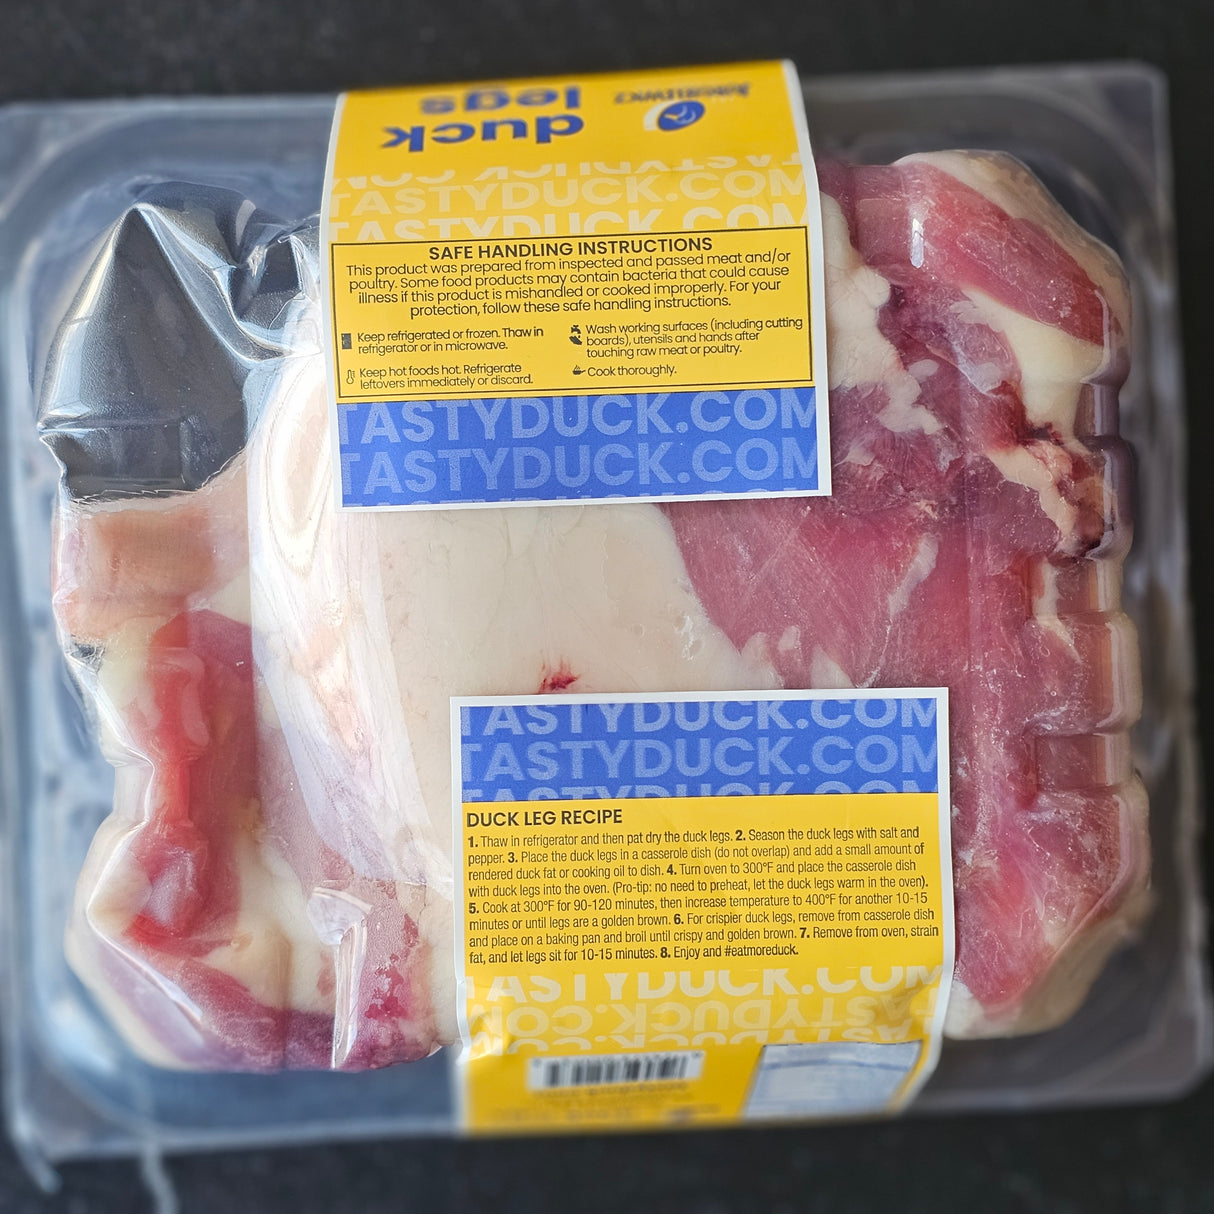 duck
legs
TASTYDUCK.COM
TASTYDUCK.COM
TASTYDUCK.COM
SAFE HANDLING INSTRUCTIONS
This product was prepared from inspected and passed meat and/or
poultry. Some food products may contain bacteria that could cause
illness if this product is mishandled or cooked improperly. For your
protection, follow these safe handling instructions.
Keep refrigerated or frozen. Thaw in
refrigerator or in microwave.
Wash working surfaces (including cutting
boards), utensils and hands after
touching raw meat or poultry.
Keep hot foods hot. Refrigerate
leftovers immediately or discard.
Cook thoroughly.
TASTYDUCK.COM
TASTYDUCK.COM
TASTYDUCK.COM
TASTYDUCK.COM
TASTYDUCK.COM
TASTYDUCK.COM
DUCK LEG RECIPE
1. Thaw in refrigerator and then pat dry the duck legs. 2. Season the duck legs with salt and
pepper. 3. Place the duck legs in a casserole dish (do not overlap) and add a small amount of
rendered duck fat or cooking oil to dish. 4. Turn oven to 300°F and place the casserole dish
with duck legs into the oven. (Pro-tip: no need to preheat, let the duck legs warm in the oven).
5. Cook at 300°F for 90-120 minutes, then increase temperature to 400°F for another 10-15
minutes or until legs are a golden brown. 6. For crispier duck legs, remove from casserole dish
and place on a baking pan and broil until crispy and golden brown. 7. Remove from oven, strain
fat, and let legs sit for 10-15 minutes. 8. Enjoy and #eatmoreduck.
TASTYDUCK.COM
TASTYDUCK.COM
TASTYDUCK.COM